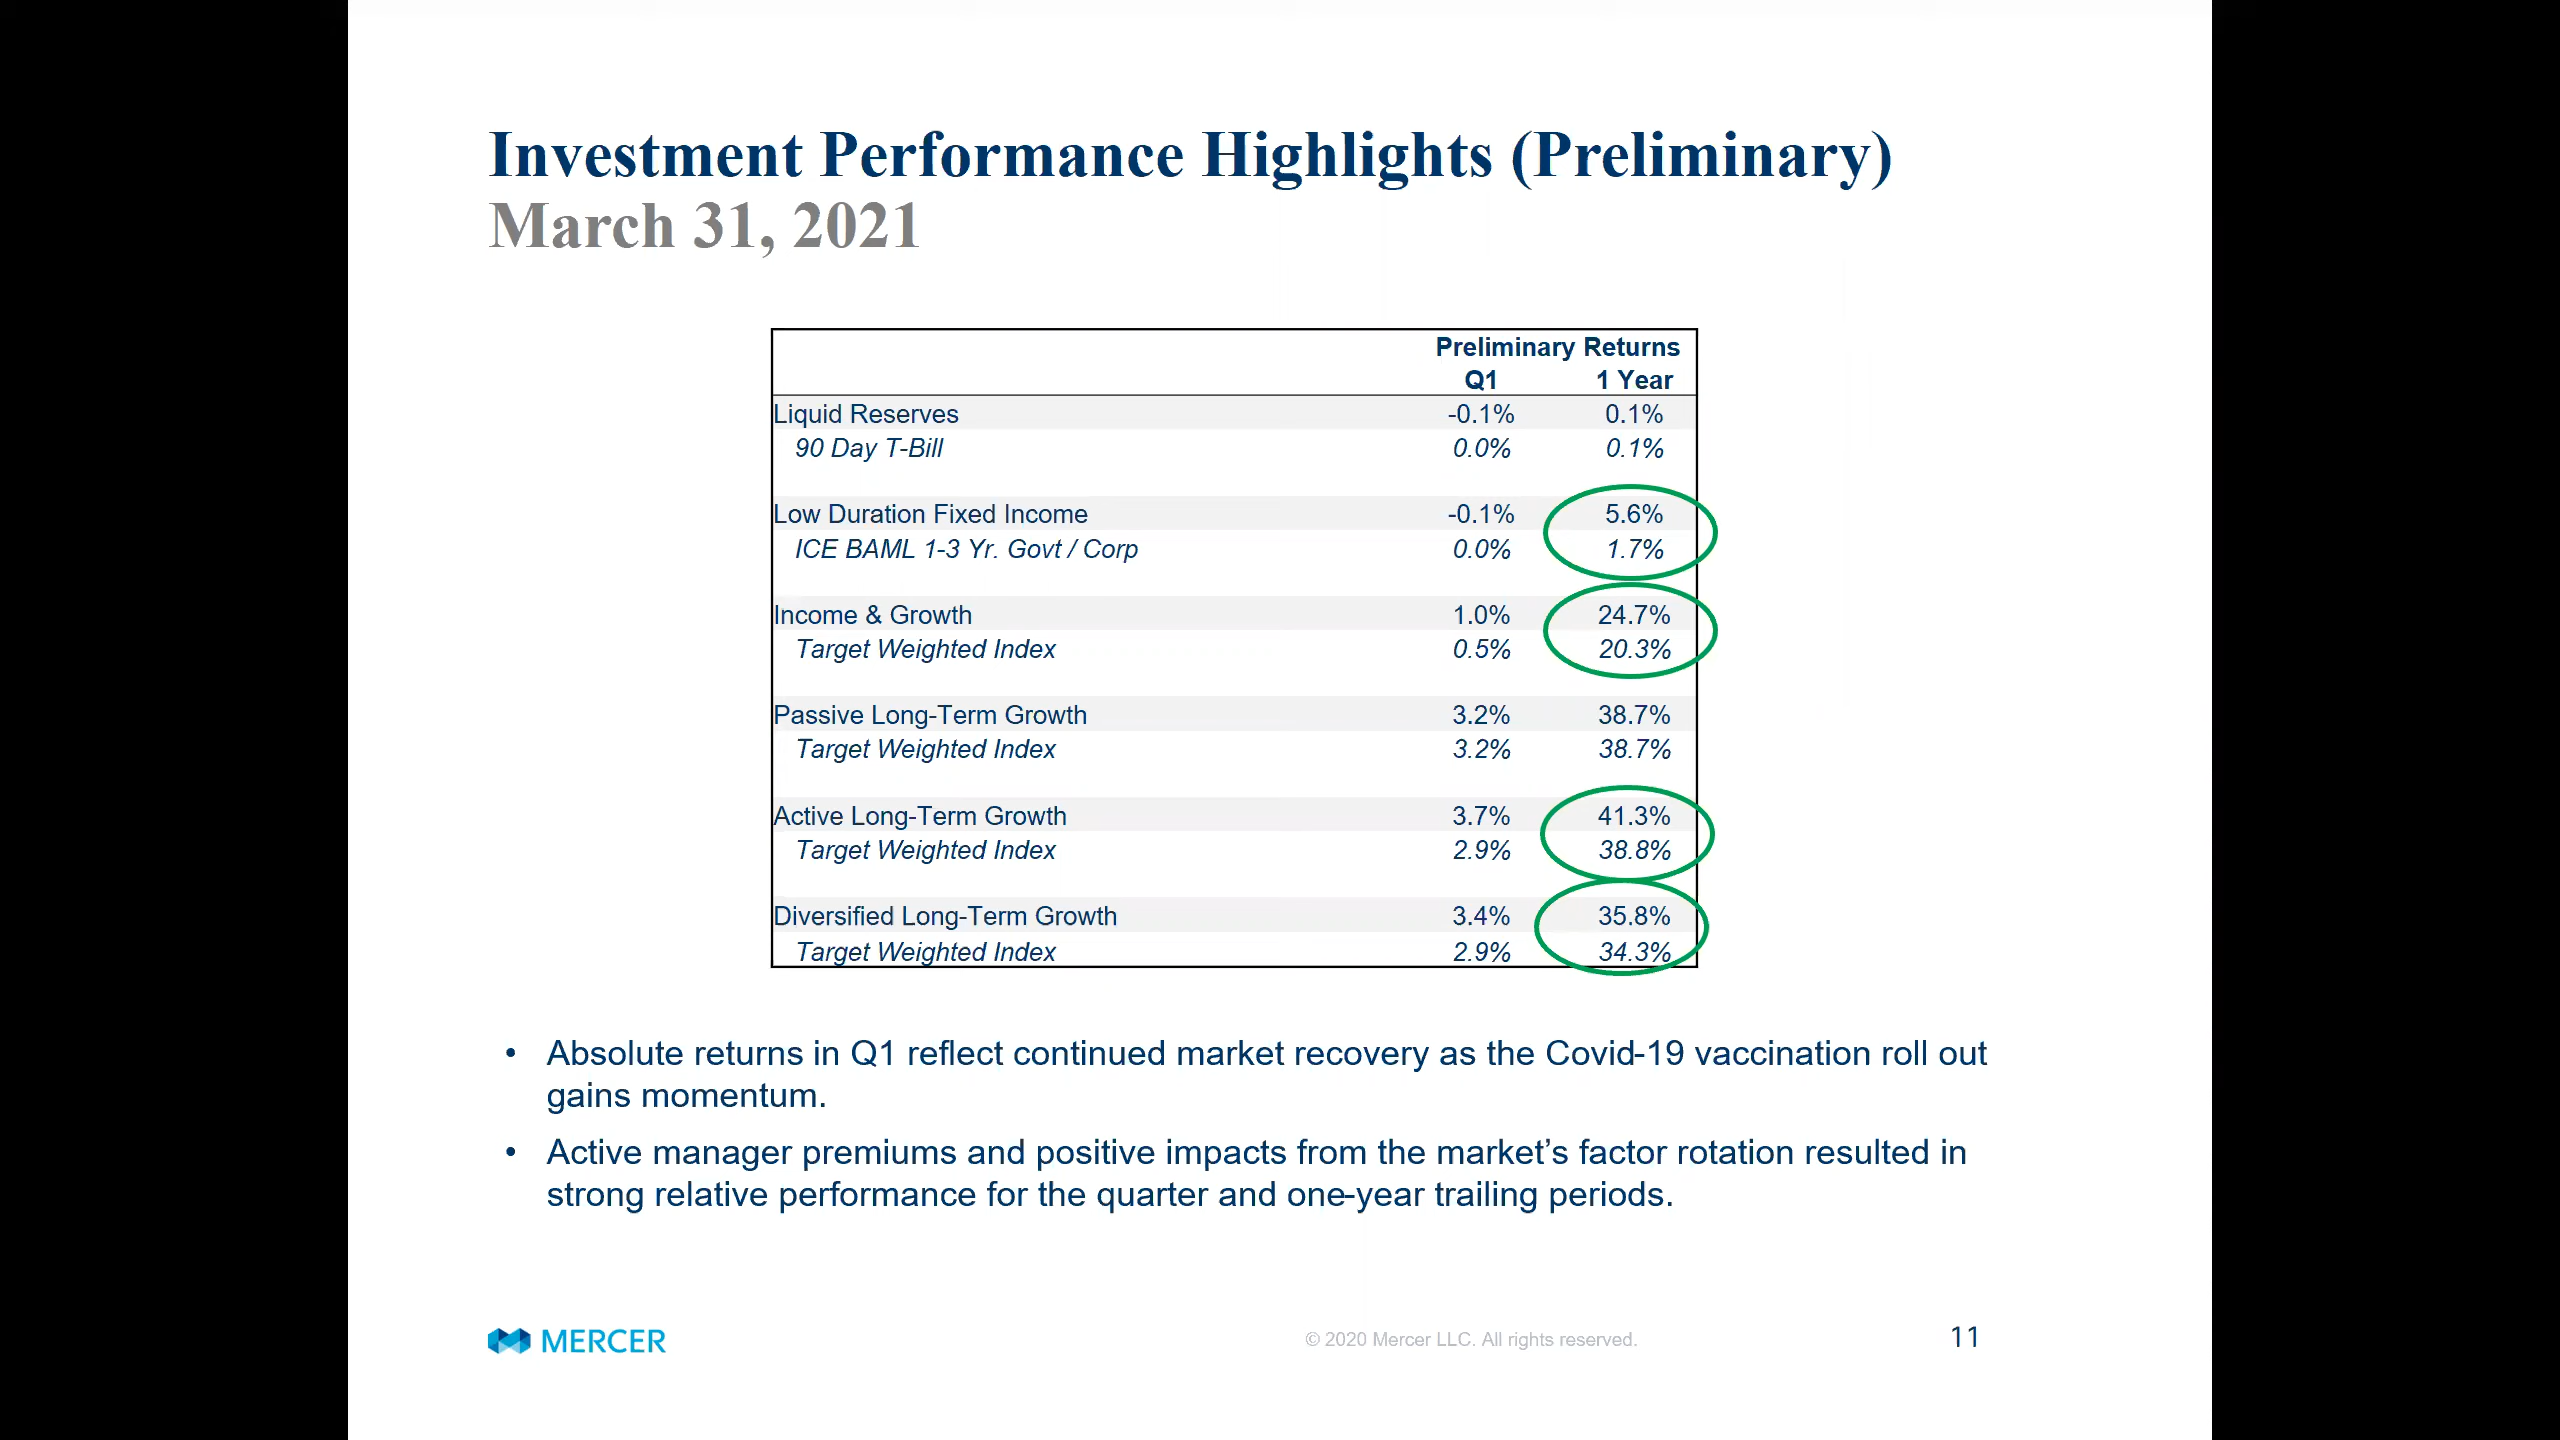 Investment Performance Highlights (Preliminary)
March 31, 2021
Preliminary Returns
Q1 1 Year
Liquid Reserves -0.1% 0.1%
90 Day T-Bill 0.0% 0.1%
Low Duration Fixed Income -0.1% 5.6%
ICE BAML 1-3 Yr. Govt / Corp 0.0% 1.7%
Income & Growth 1.0% 24.7%
Target Weighted Index 0.5% 20.3%
Passive Long-Term Growth 3.2% 38.7%
Target Weighted Index 3.2% 38.7%
Active Long-Term Growth 3.7% 41.3%
Target Weighted Index 2.9% 38.8%
Diversified Long-Term Growth 3.4% 35.8%
Target Weighted Index 2.9% 34.3%
• Absolute returns in Q1 reflect continued market recovery as the Covid-19 vaccination roll out
gains momentum.
• Active manager premiums and positive impacts from the market’s factor rotation resulted in
strong relative performance for the quarter and one-year trailing periods.
MERCER © 2020 Mercer LLC. All rights reserved. 11